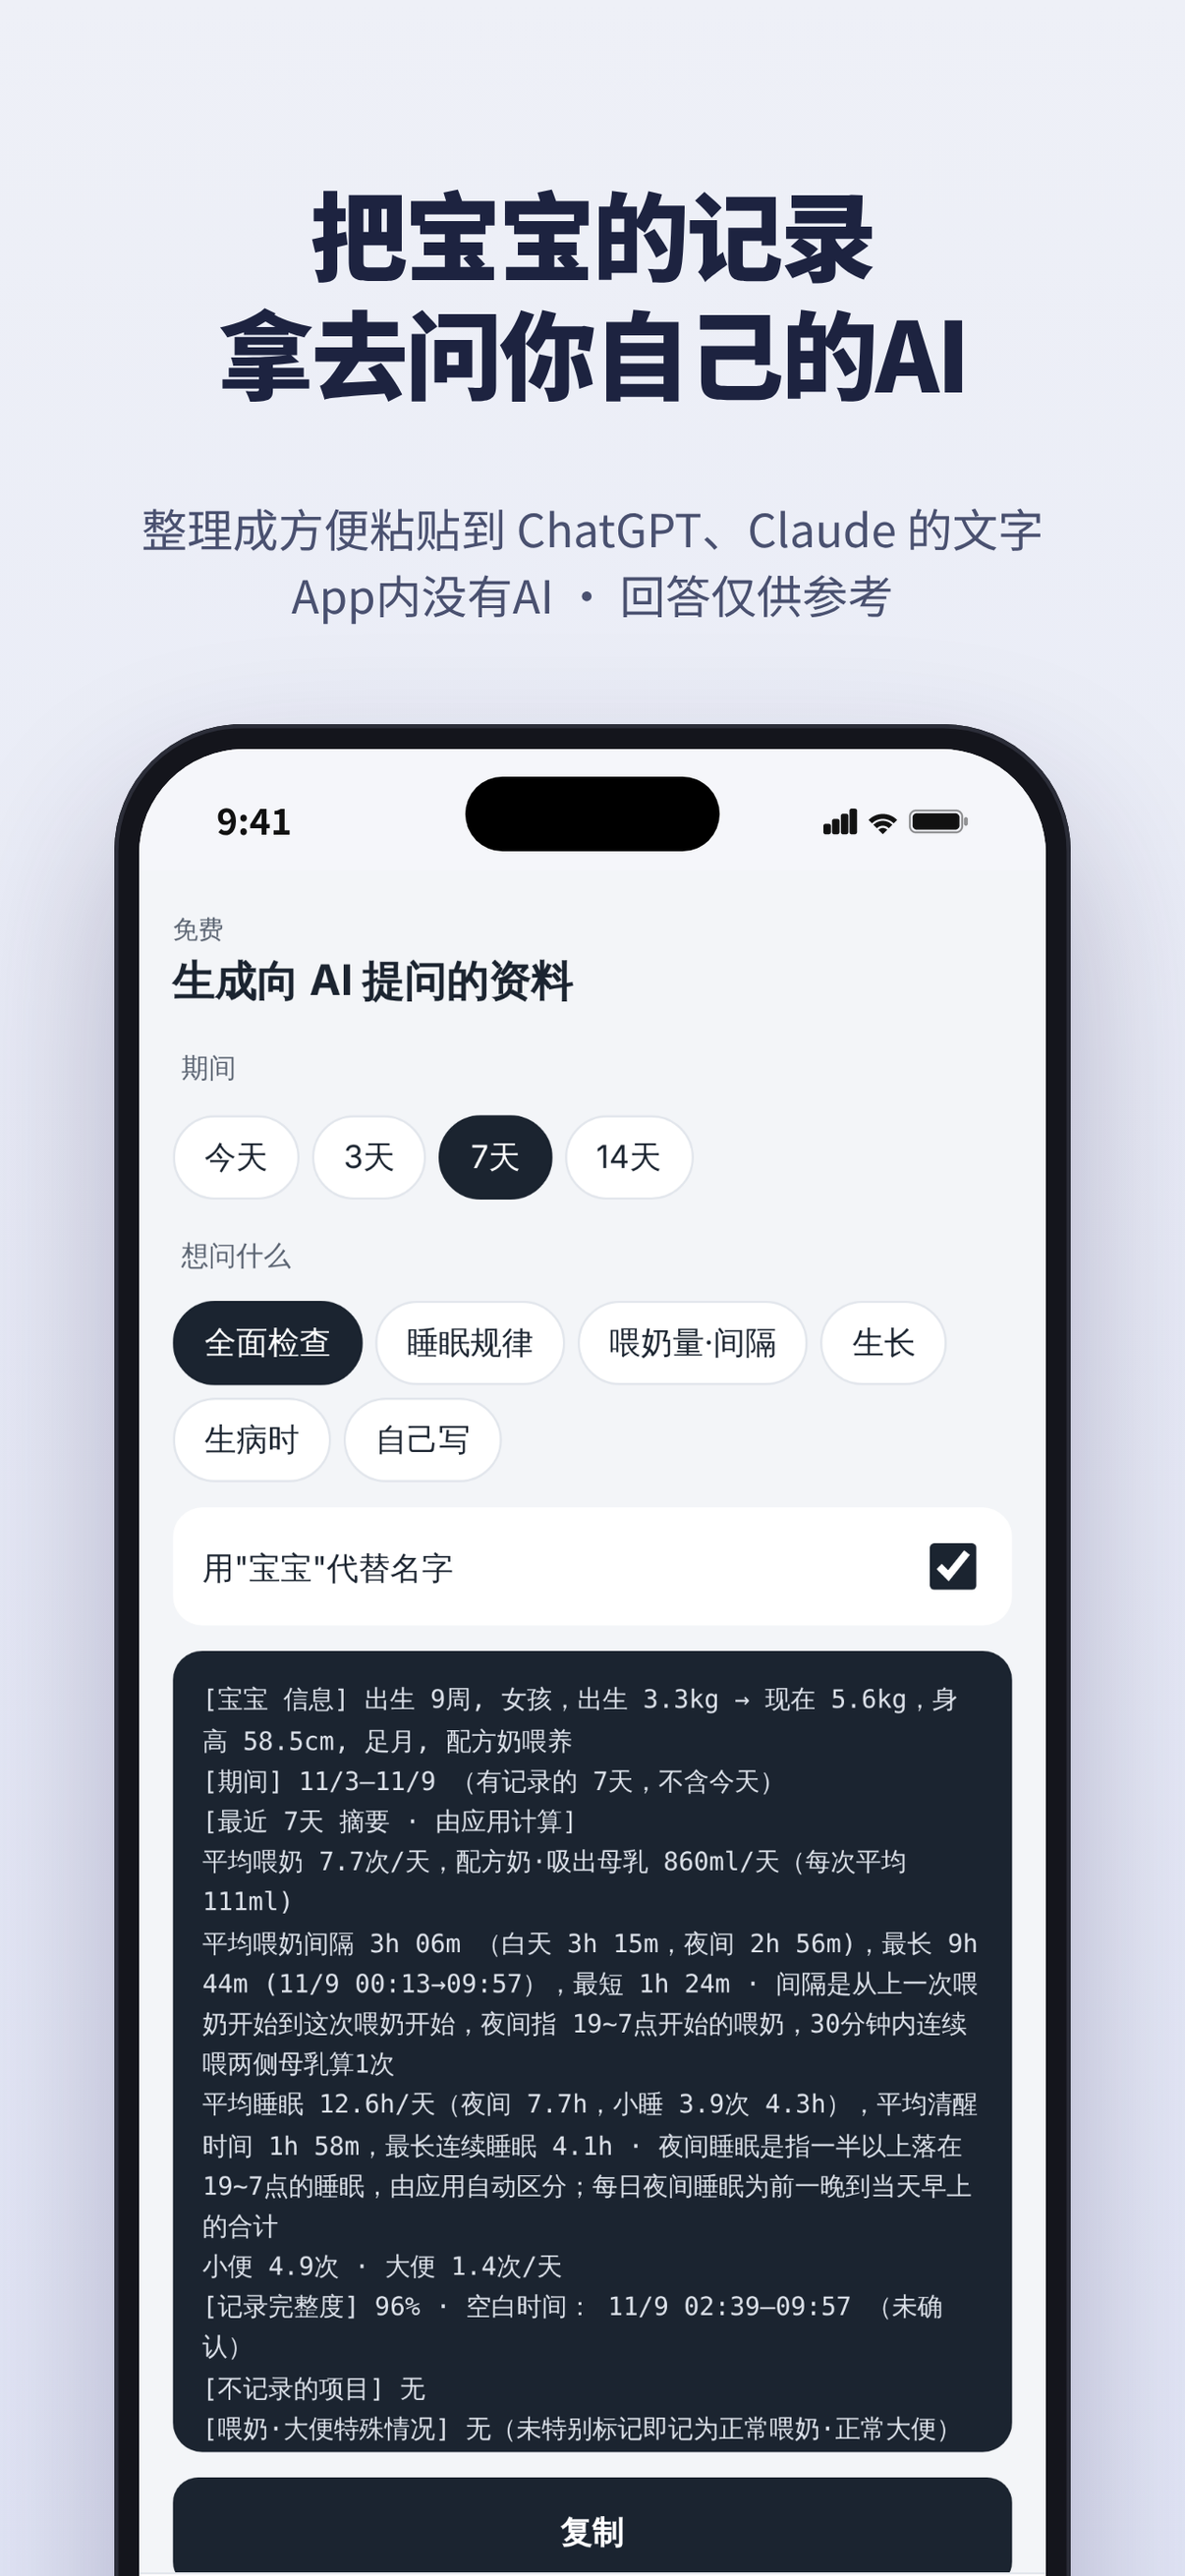 把宝宝的记录
拿去问你自己的AI
整理成方便粘贴到 ChatGPT、Claude 的文字
App内没有AI · 回答仅供参考
9:41
免费
生成向 AI 提问的资料
期间
今天 3天 7天 14天
想问什么
全面检查 睡眠规律 喂奶量·间隔 生长
生病时 自己写
用"宝宝"代替名字
[宝宝 信息] 出生 9周, 女孩，出生 3.3kg → 现在 5.6kg，身
高 58.5cm, 足月, 配方奶喂养
[期间] 11/3–11/9 （有记录的 7天，不含今天）
[最近 7天 摘要 · 由应用计算]
平均喂奶 7.7次/天，配方奶·吸出母乳 860ml/天（每次平均
111ml)
平均喂奶间隔 3h 06m （白天 3h 15m，夜间 2h 56m)，最长 9h
44m (11/9 00:13→09:57），最短 1h 24m · 间隔是从上一次喂
奶开始到这次喂奶开始，夜间指 19~7点开始的喂奶，30分钟内连续
喂两侧母乳算1次
平均睡眠 12.6h/天（夜间 7.7h，小睡 3.9次 4.3h），平均清醒
时间 1h 58m，最长连续睡眠 4.1h · 夜间睡眠是指一半以上落在
19~7点的睡眠，由应用自动区分；每日夜间睡眠为前一晚到当天早上
的合计
小便 4.9次 · 大便 1.4次/天
[记录完整度] 96% · 空白时间： 11/9 02:39–09:57 （未确
认）
[不记录的项目] 无
[喂奶·大便特殊情况] 无（未特别标记即记为正常喂奶·正常大便）
复制